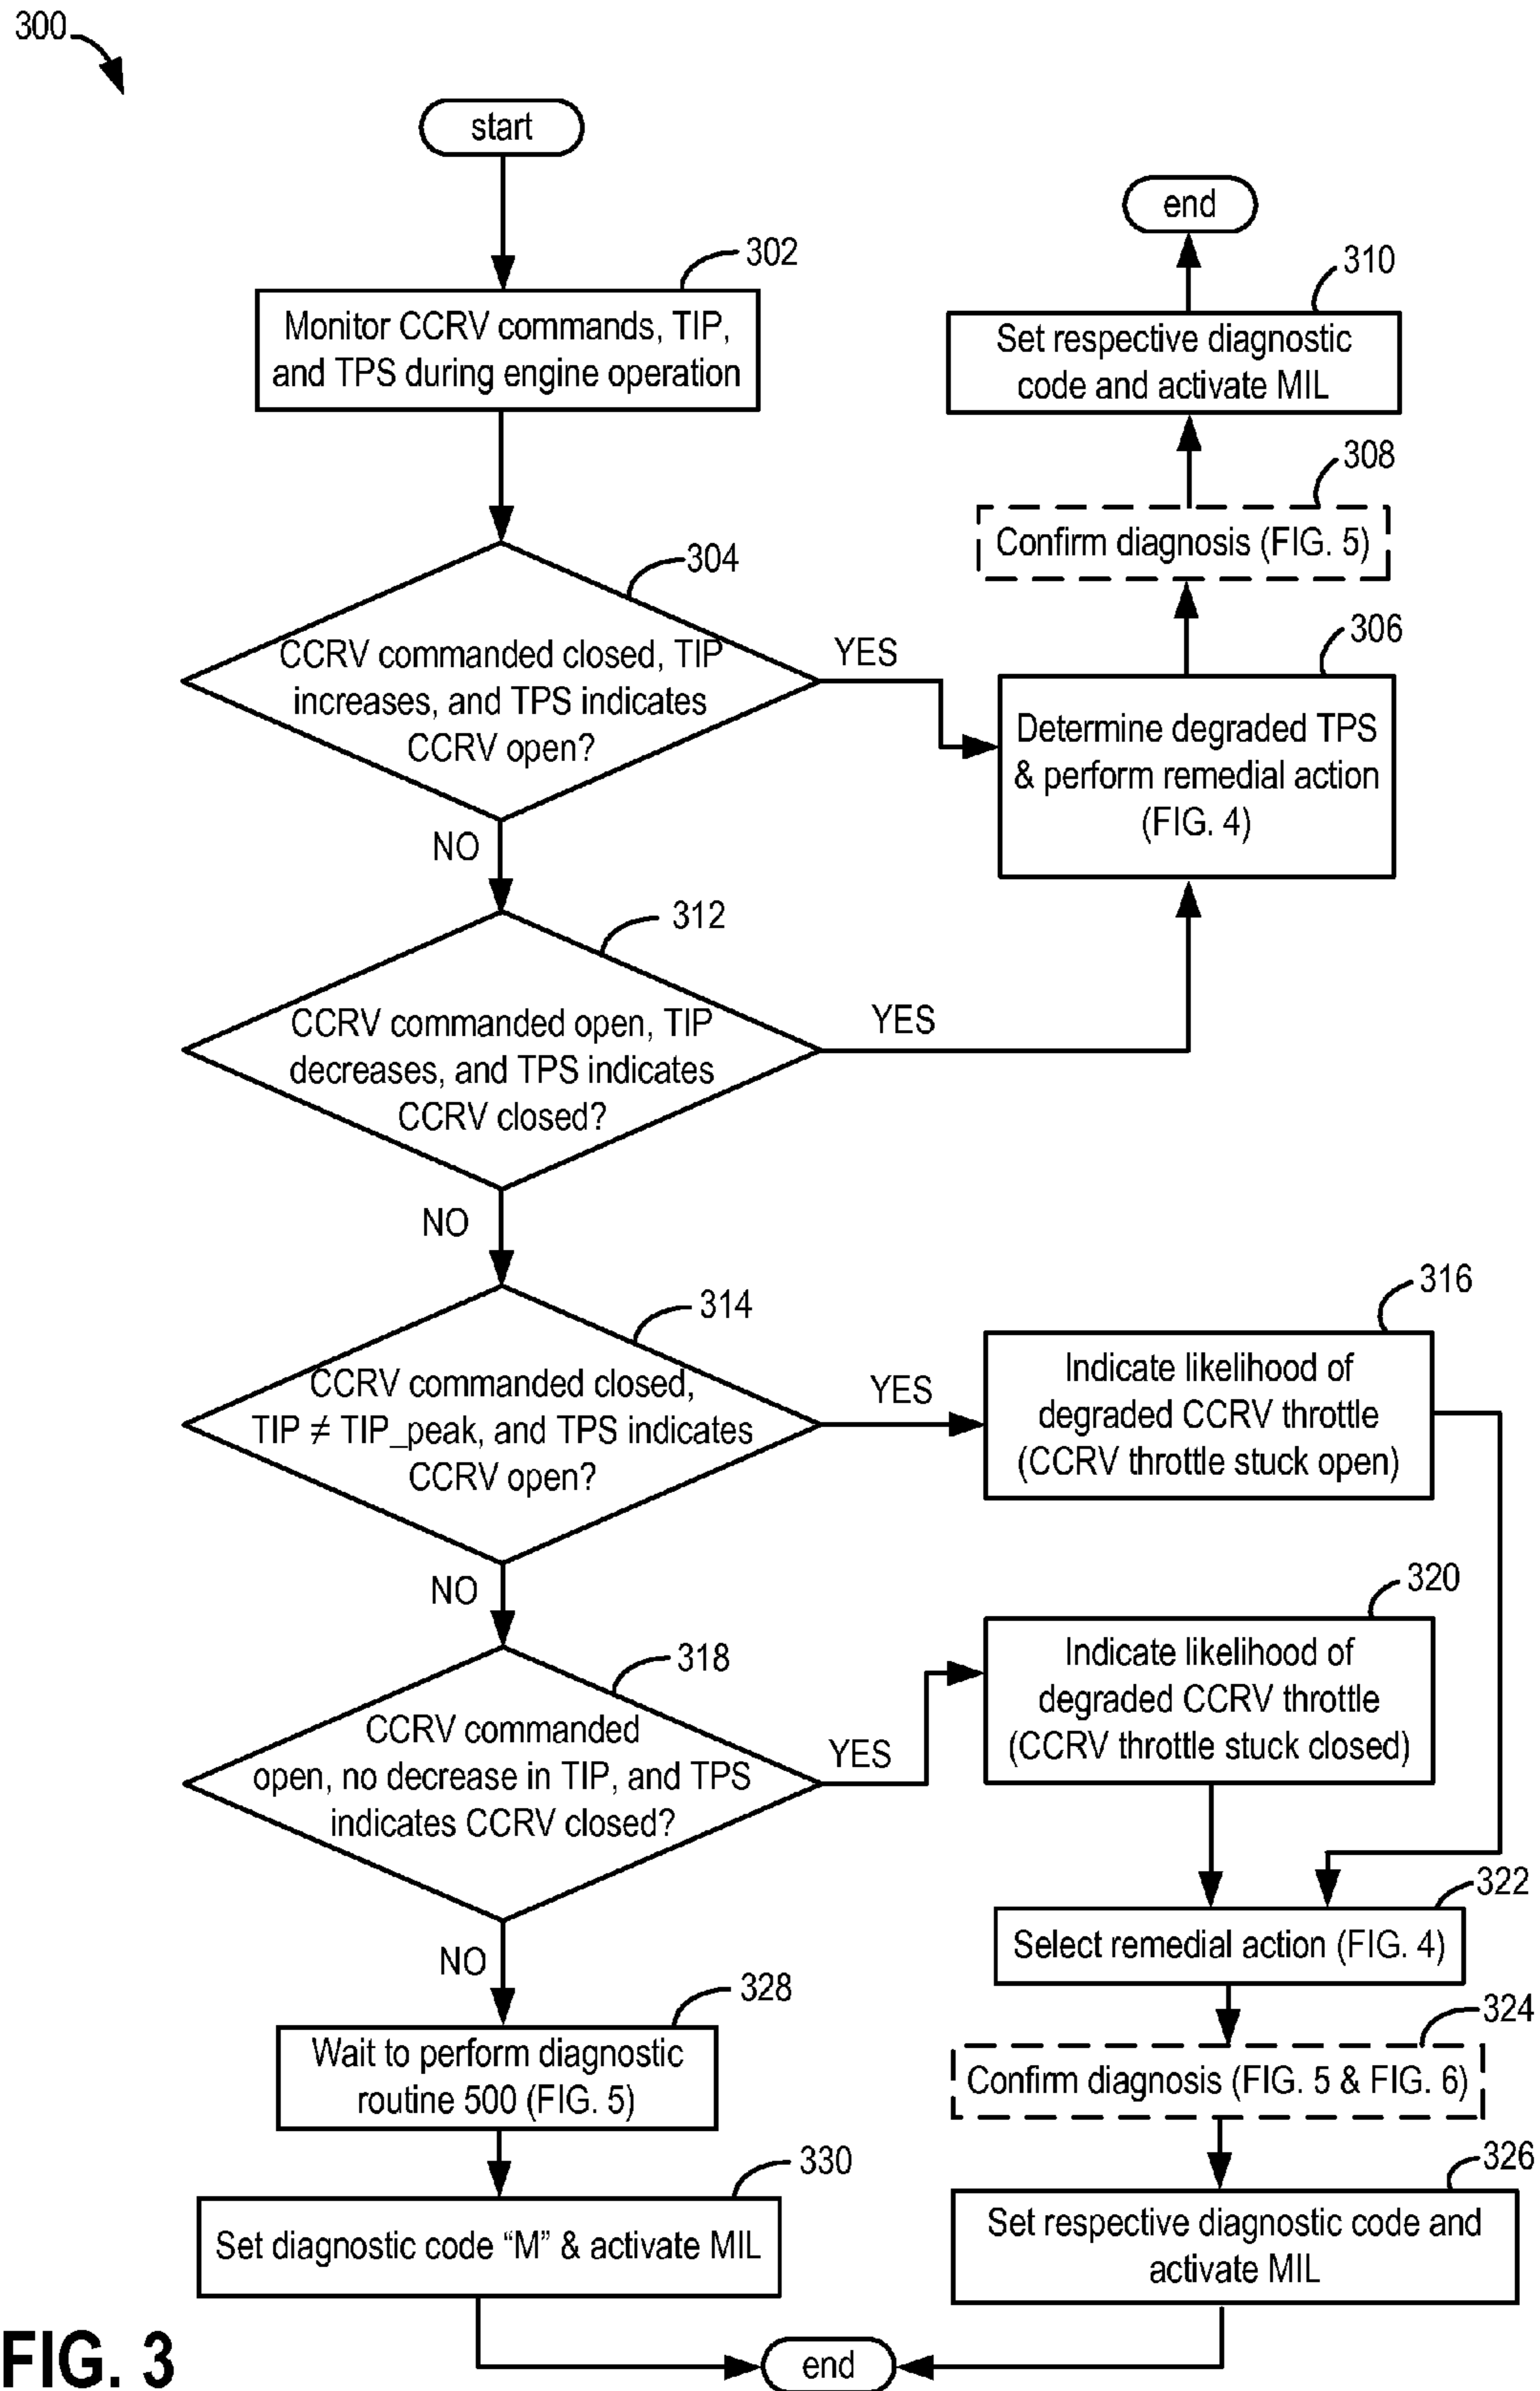 300
start
302
Monitor CCRV commands, TIP,
and TPS during engine operation
304
CCRV commanded closed, TIP
increases, and TPS indicates
CCRV open?
YES
NO
end
310
Set respective diagnostic
code and activate MIL
308
Confirm diagnosis (FIG. 5)
306
Determine degraded TPS
& perform remedial action
(FIG. 4)
312
CCRV commanded open, TIP
decreases, and TPS indicates
CCRV closed?
YES
NO
314
CCRV commanded closed,
TIP ≠ TIP_peak, and TPS indicates
CCRV open?
YES
NO
316
Indicate likelihood of
degraded CCRV throttle
(CCRV throttle stuck open)
318
CCRV commanded
open, no decrease in TIP, and TPS
indicates CCRV closed?
YES
NO
320
Indicate likelihood of
degraded CCRV throttle
(CCRV throttle stuck closed)
322
Select remedial action (FIG. 4)
324
Confirm diagnosis (FIG. 5 & FIG. 6)
326
Set respective diagnostic code and
activate MIL
328
Wait to perform diagnostic
routine 500 (FIG. 5)
330
Set diagnostic code “M” & activate MIL
end
FIG. 3